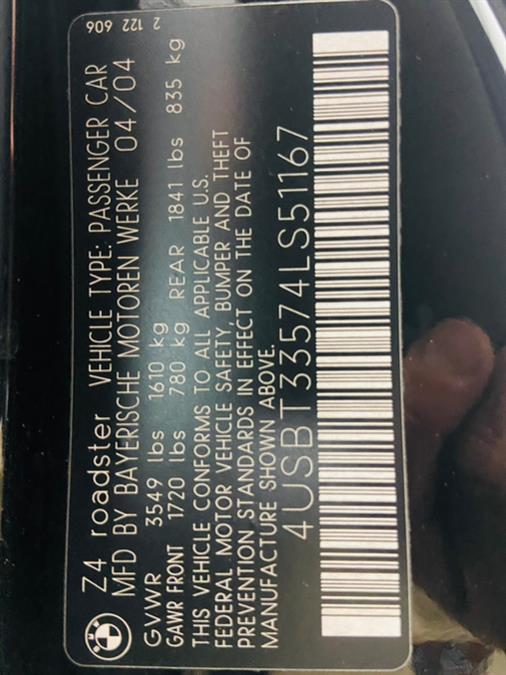 2 122 606
Z4 roadster VEHICLE TYPE: PASSENGER CAR
MFD BY BAYERISCHE MOTOREN WERKE 04/04
GVWR 3549 lbs 1610 kg
GAWR FRONT 1720 lbs 780 kg REAR 1841 lbs 835 kg
THIS VEHICLE CONFORMS TO ALL APPLICABLE U.S.
FEDERAL MOTOR VEHICLE SAFETY, BUMPER AND THEFT
PREVENTION STANDARDS IN EFFECT ON THE DATE OF
MANUFACTURE SHOWN ABOVE.
4USBT33574LS51167